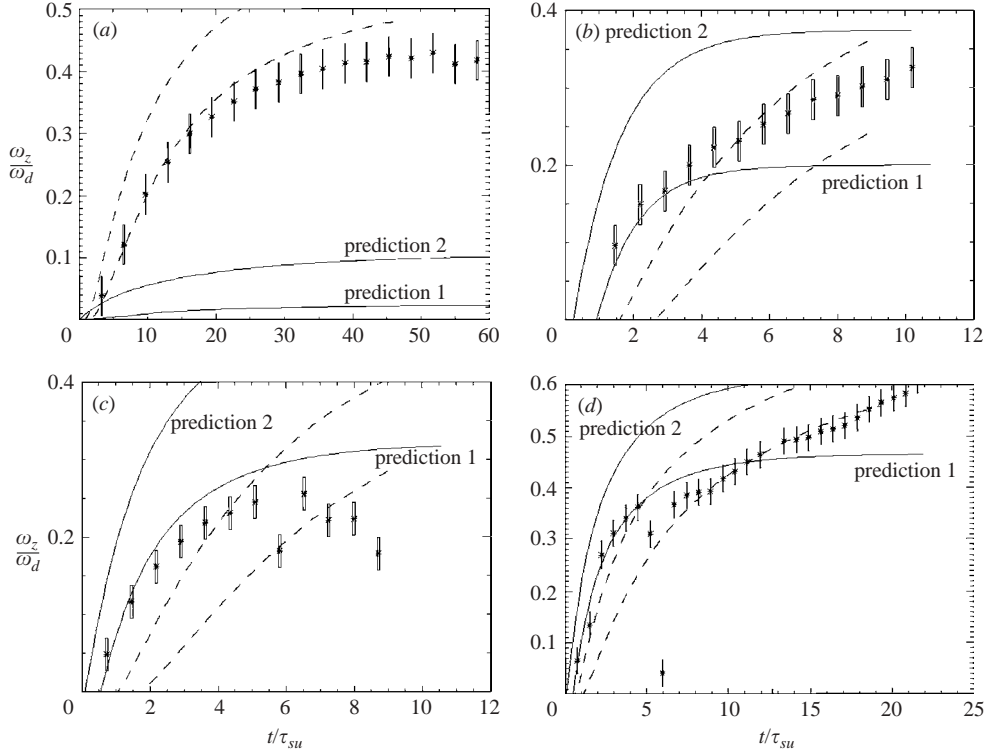 (a)
0.5
0.4
0.3
0.2
0.1
ω_z/ω_d
prediction 2
prediction 1
0 10 20 30 40 50 60
(b)
0.4
0.2
prediction 2
prediction 1
0 2 4 6 8 10 12
(c)
0.4
0.2
ω_z/ω_d
prediction 2
prediction 1
0 2 4 6 8 10 12
t/τ_su
(d)
0.6
0.5
0.4
0.3
0.2
0.1
prediction 2
prediction 1
0 5 10 15 20 25
t/τ_su